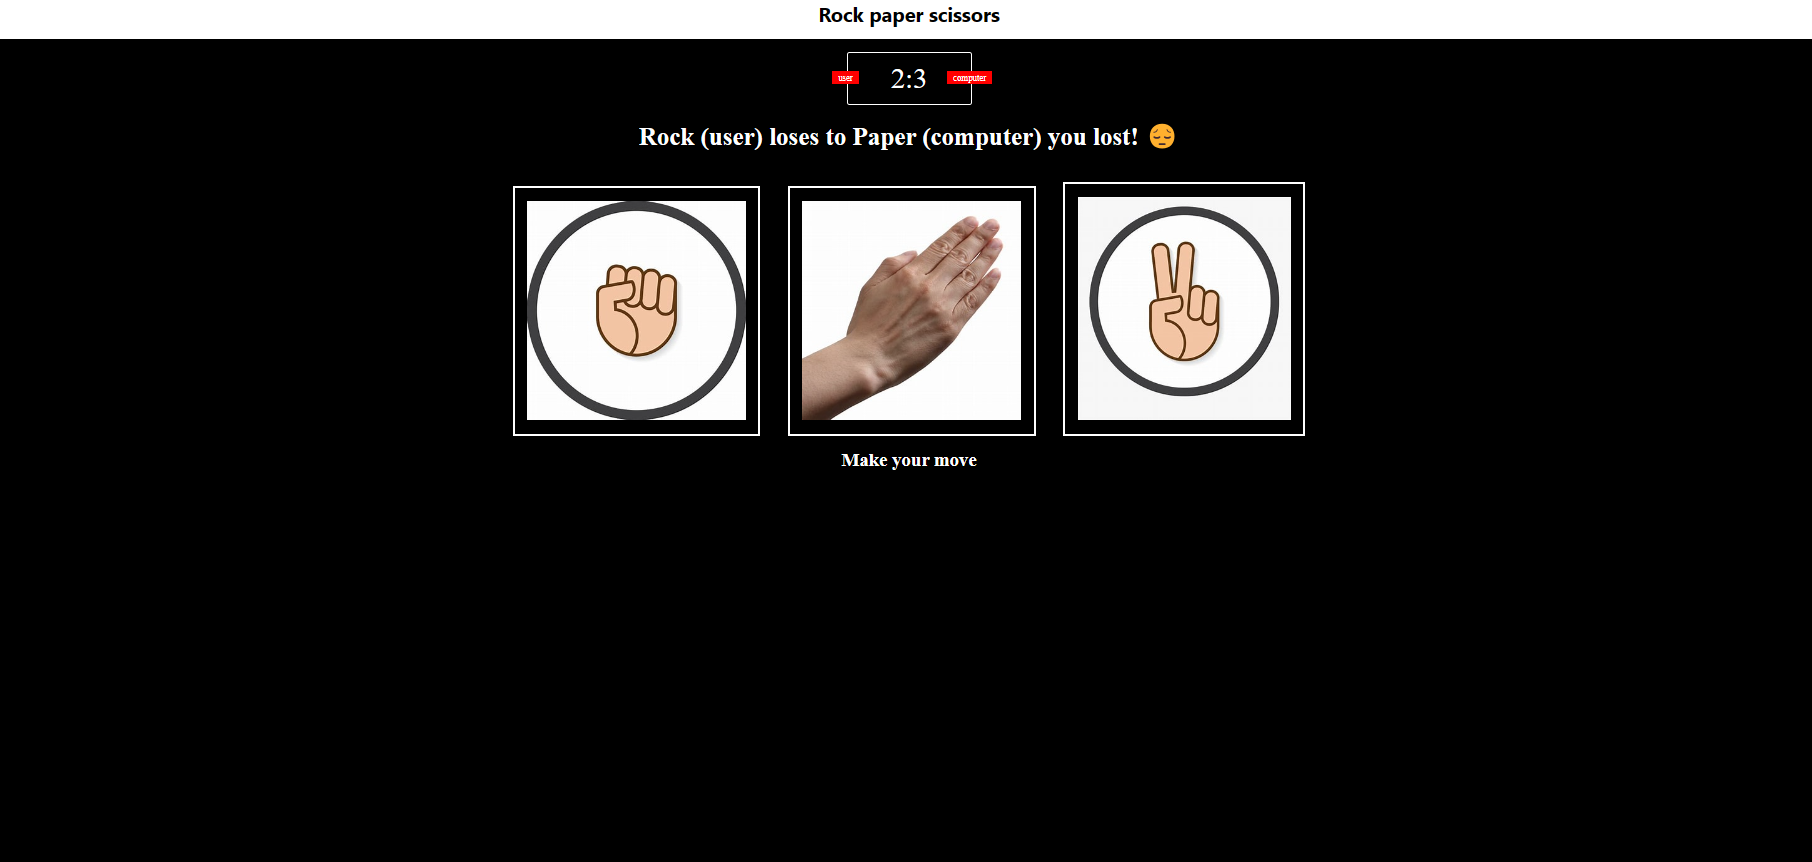 Rock paper scissors
user 2:3 computer
Rock (user) loses to Paper (computer) you lost! 😔
Make your move